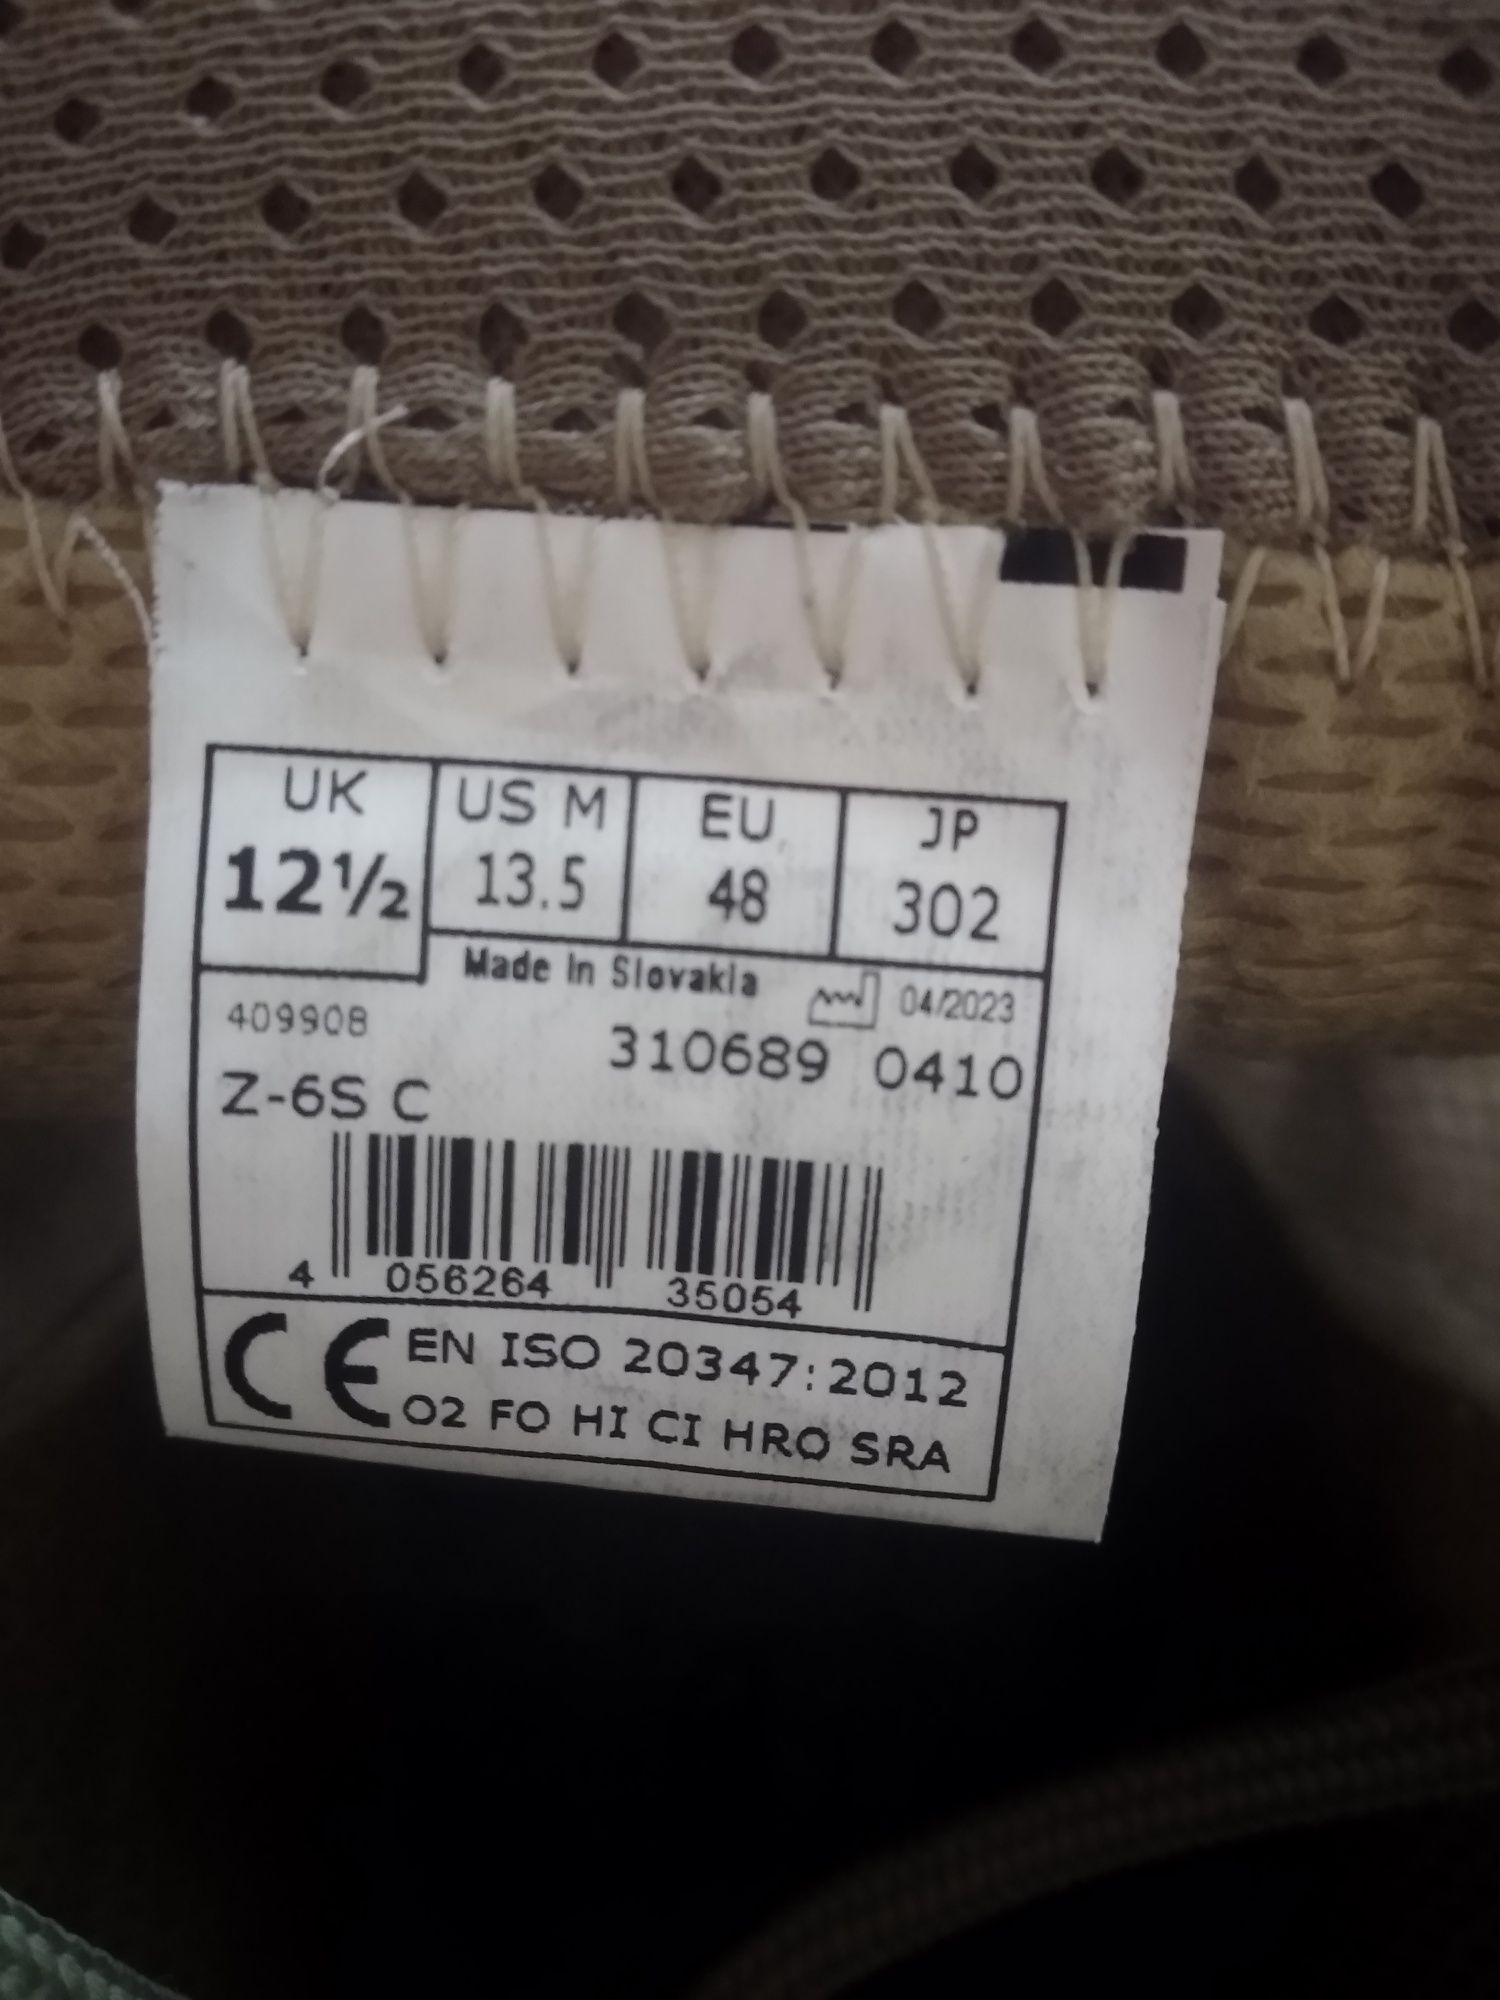 UK US M EU JP
12½ 13.5 48 302
Made In Slovakia 04/2023
409908 310689 0410
Z-6S C
4 056264 35054
CE EN ISO 20347:2012
O2 FO HI CI HRO SRA